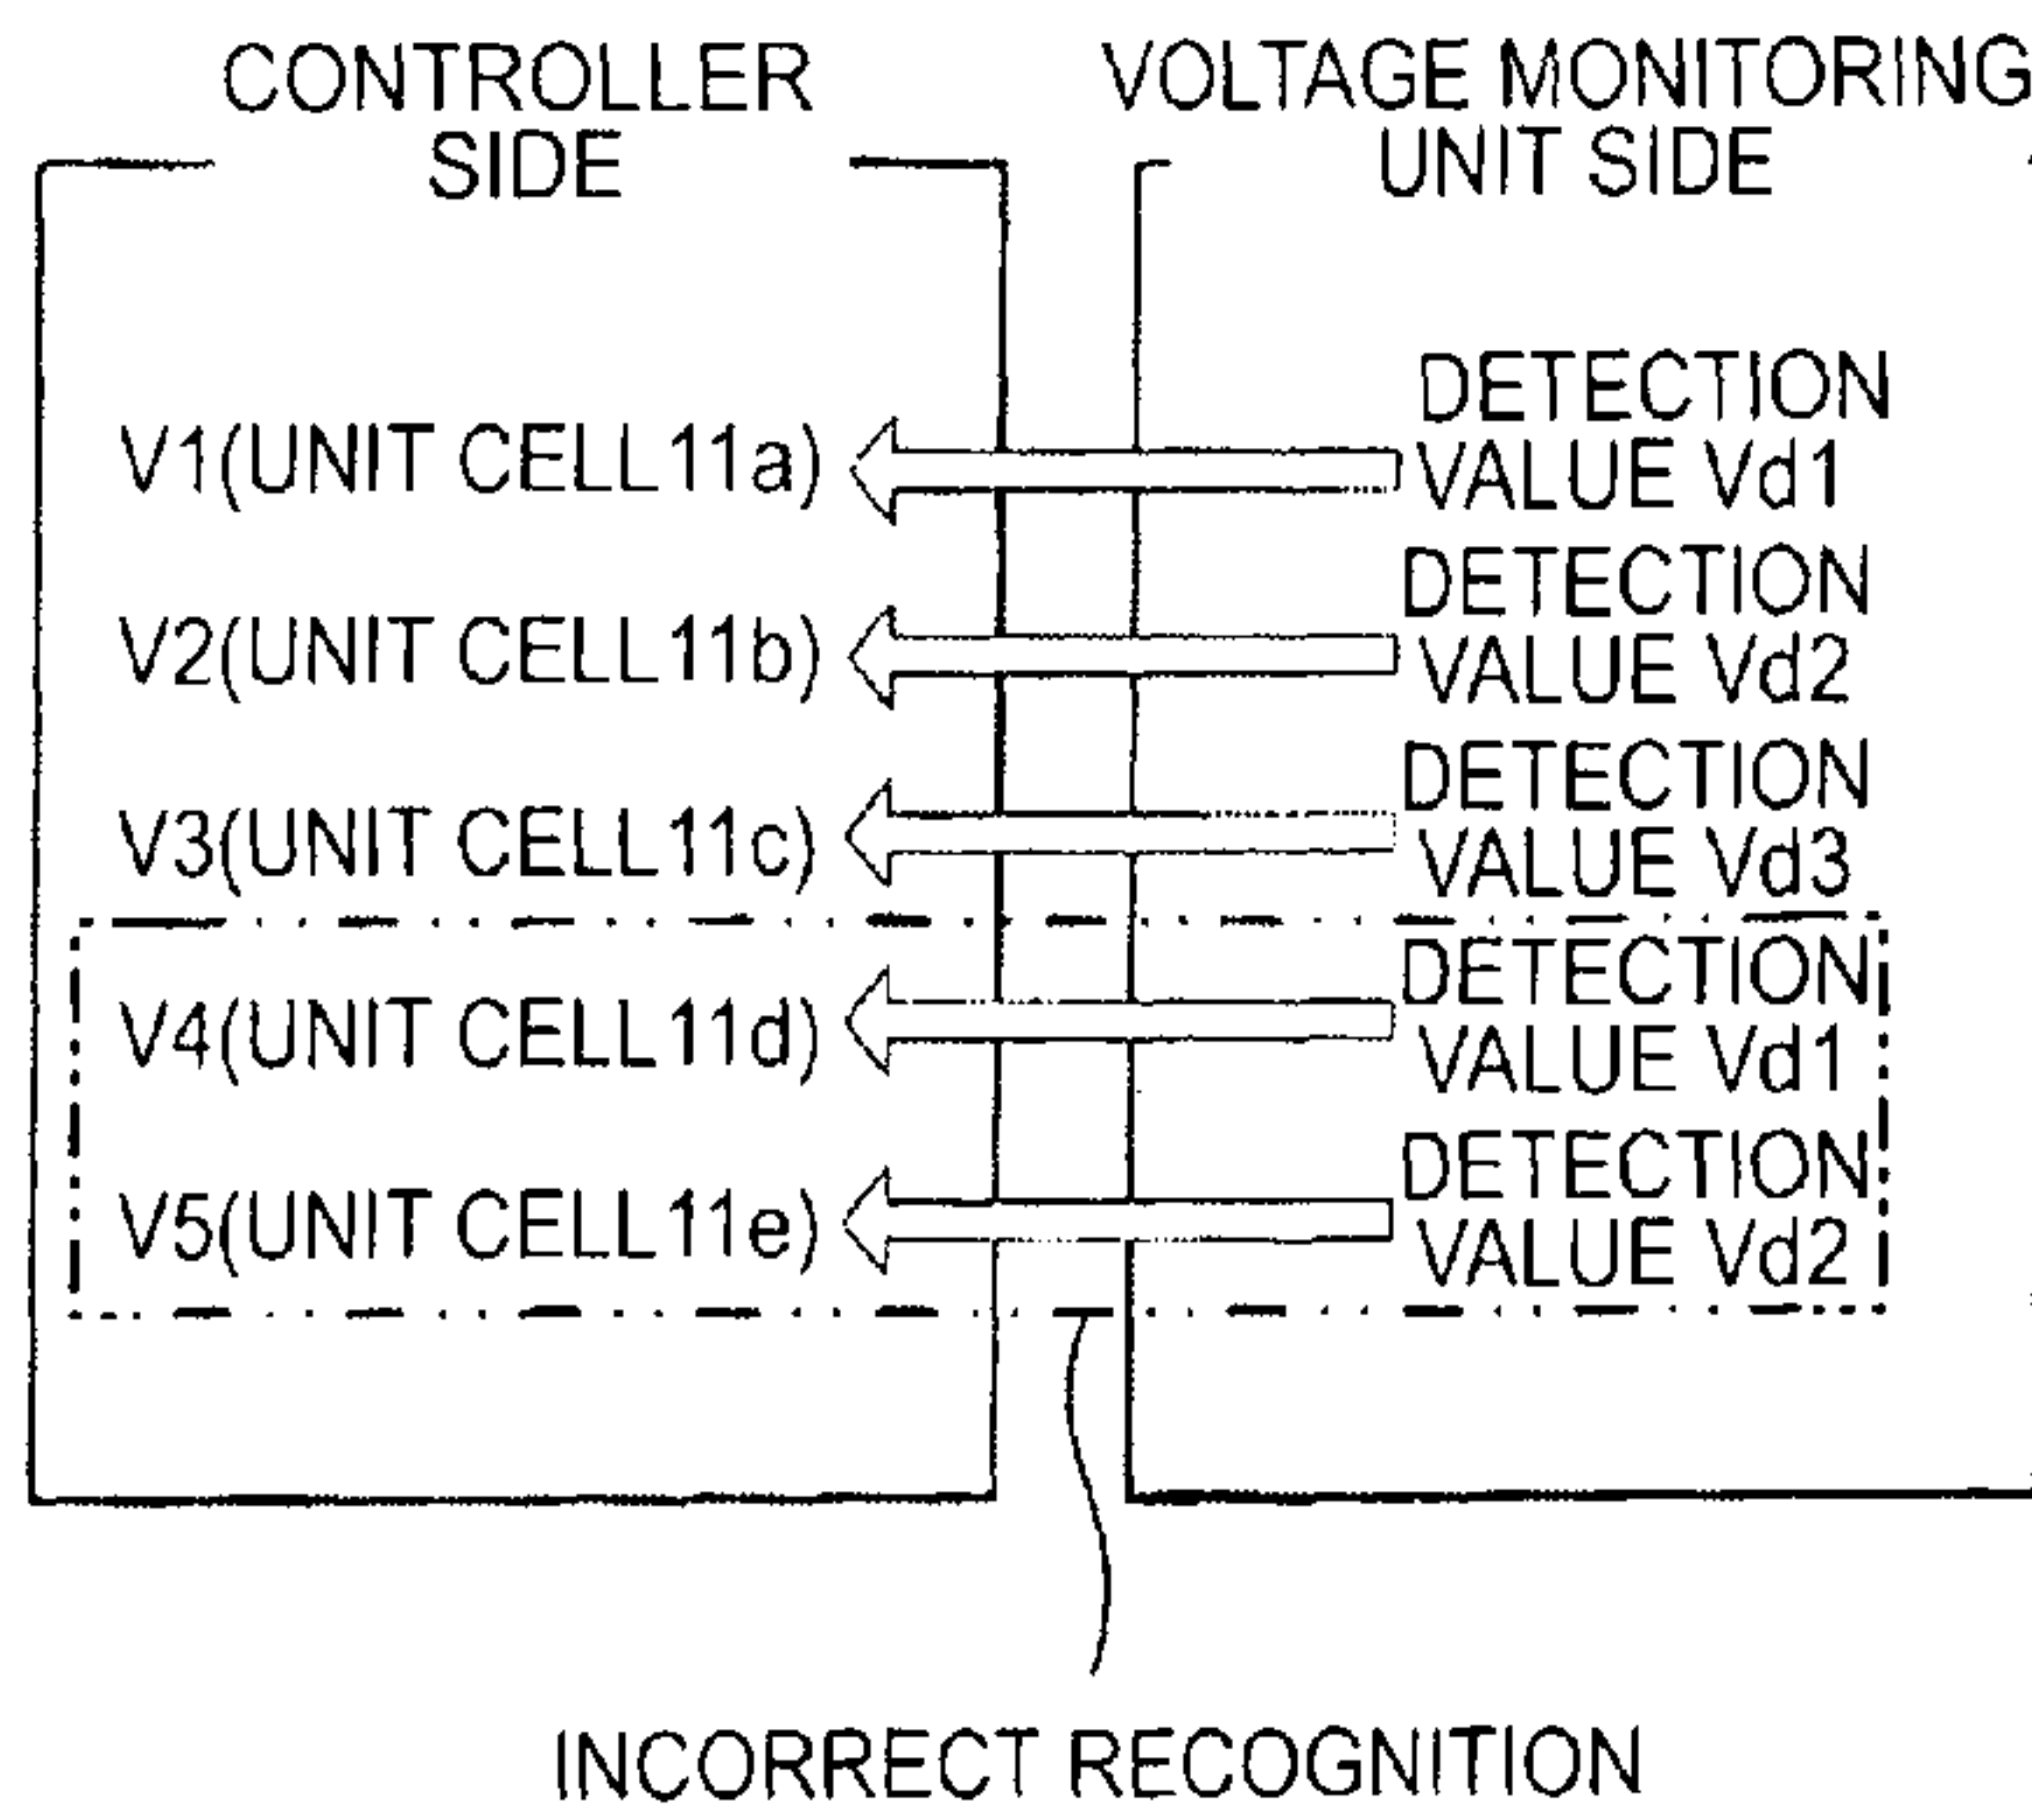 CONTROLLER
SIDE
VOLTAGE MONITORING
UNIT SIDE
V1(UNIT CELL11a)
DETECTION
VALUE Vd1
V2(UNIT CELL11b)
DETECTION
VALUE Vd2
V3(UNIT CELL11c)
DETECTION
VALUE Vd3
V4(UNIT CELL11d)
DETECTION
VALUE Vd1
V5(UNIT CELL11e)
DETECTION
VALUE Vd2
INCORRECT RECOGNITION